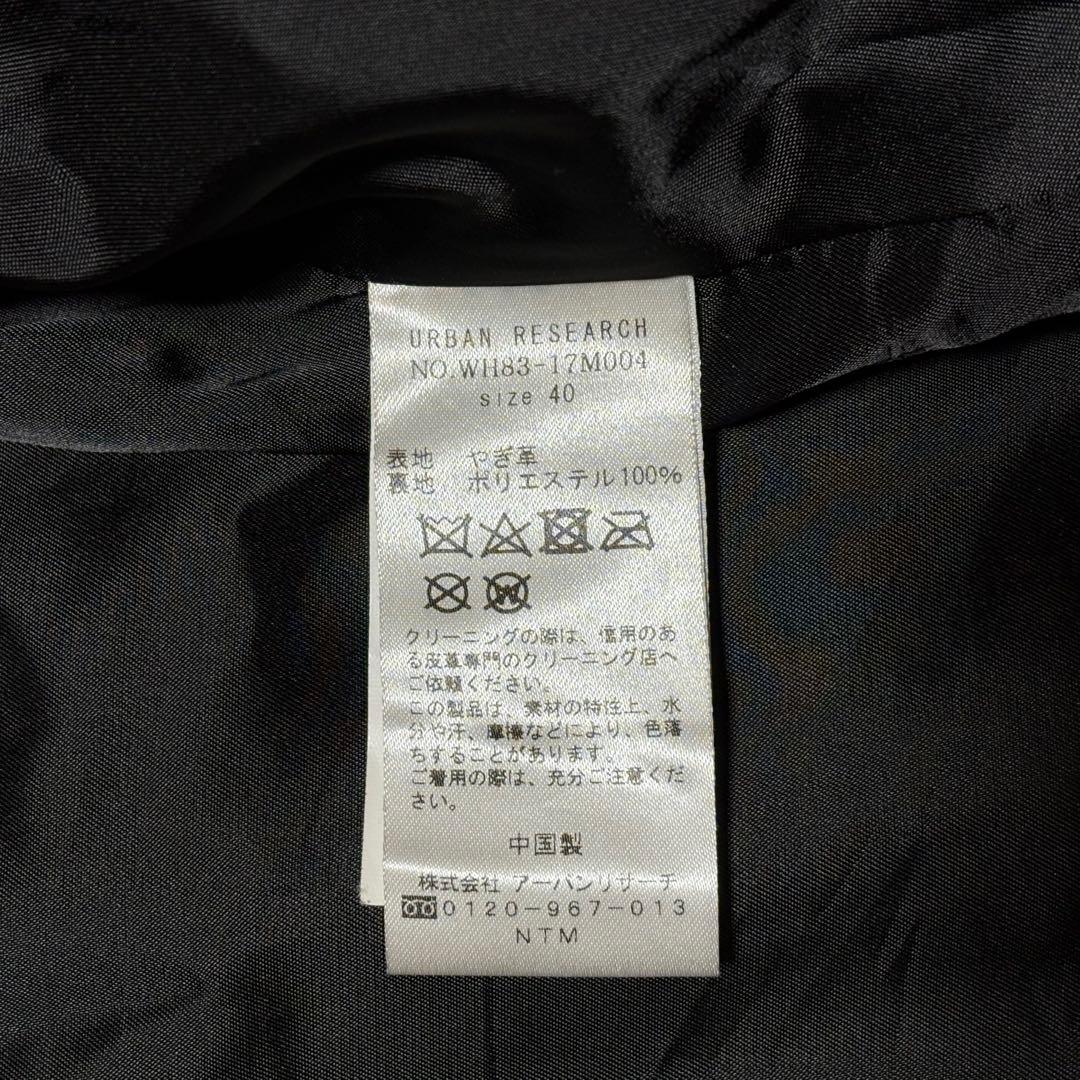 URBAN RESEARCH
NO.WH83-17M004
size 40
表地 やぎ革
裏地 ポリエステル100%
クリーニングの際は、信用のあ
る皮革専門のクリーニング店へ
ご依頼ください。
この製品は、素材の特性上、水
分や汗、摩擦などにより、色落
ちすることがあります。
ご着用の際は、充分ご注意くだ
さい。
中国製
株式会社 アーバンリサーチ
0120-967-013
NTM